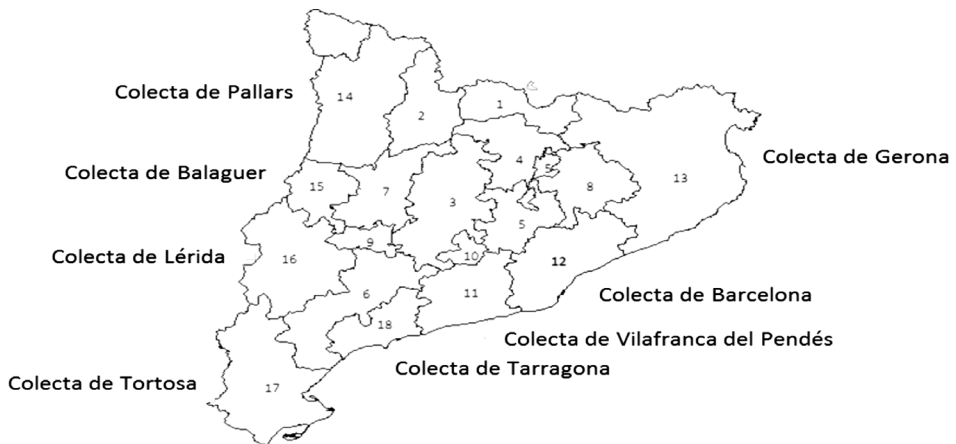 Colecta de Pallars
14
2
1
Colecta de Gerona
Colecta de Balaguer
15
7
4
5
8
13
3
5
9
10
Colecta de Lérida
16
12
6
11
Colecta de Barcelona
18
Colecta de Vilafranca del Pendés
Colecta de Tarragona
Colecta de Tortosa
17